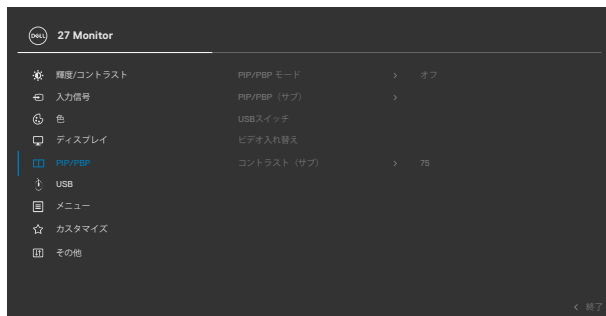 DELL 27 Monitor
輝度/コントラスト PIP/PBP モード オフ
入力信号 PIP/PBP（サブ）
色 USBスイッチ
ディスプレイ ビデオ入れ替え
PIP/PBP コントラスト（サブ） 75
USB
メニュー
カスタマイズ
その他
終了